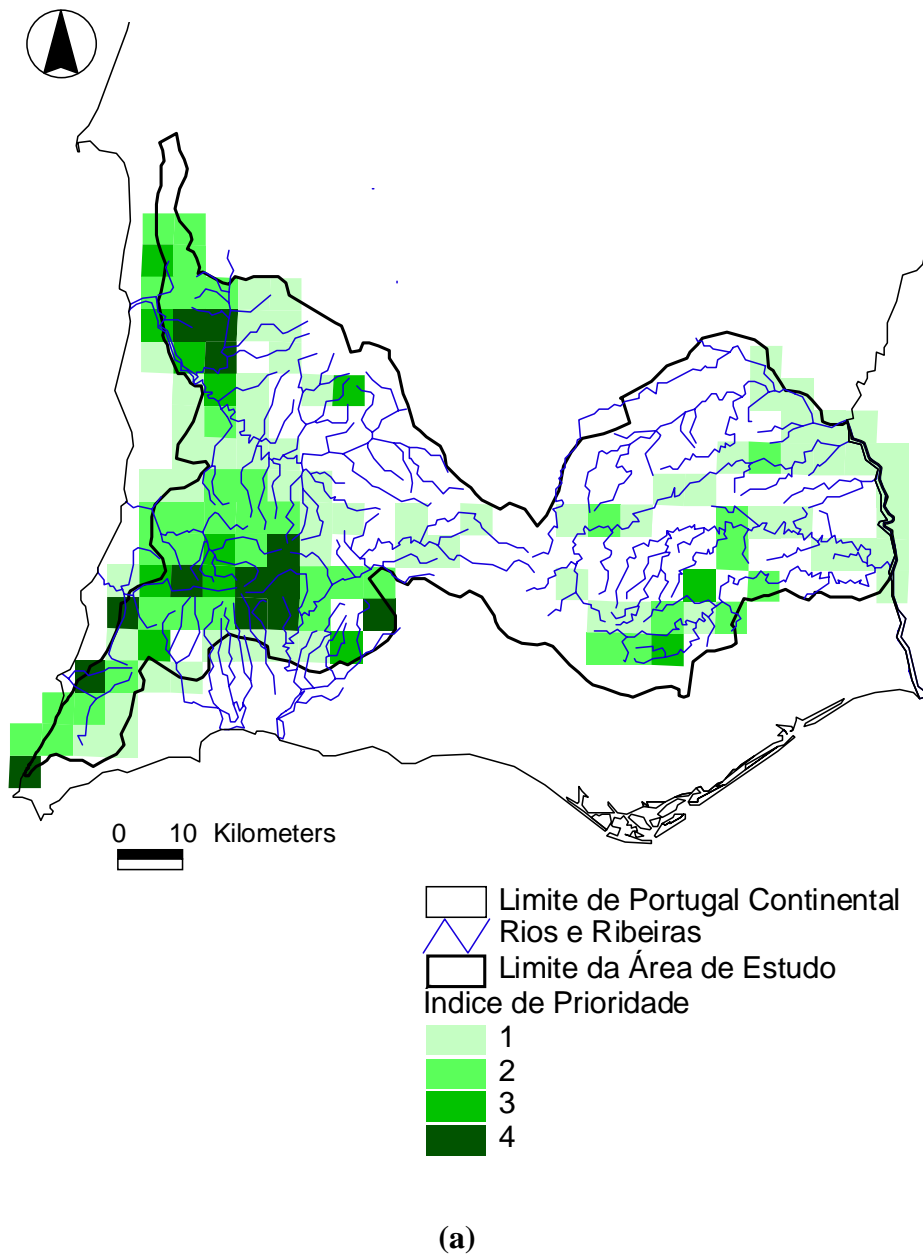 0 10 Kilometers
Limite de Portugal Continental
Rios e Ribeiras
Limite da Área de Estudo
Índice de Prioridade
1
2
3
4
(a)